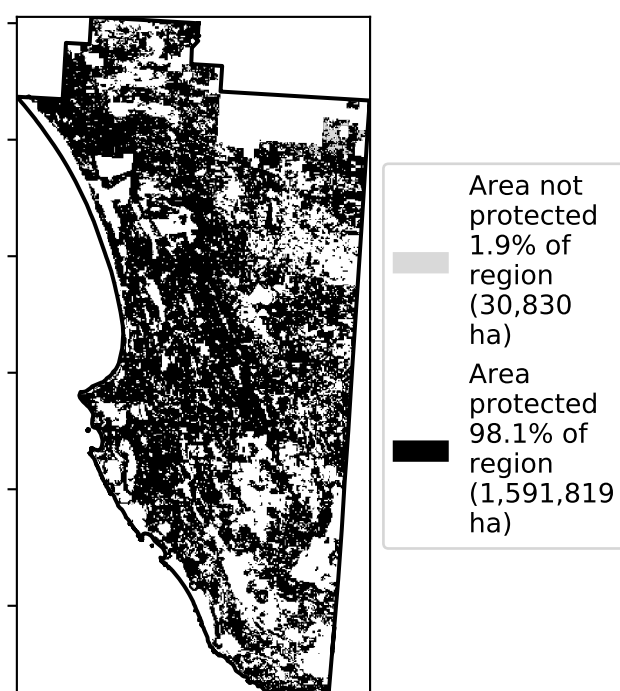 Area not
protected
1.9% of
region
(30,830
ha)
Area
protected
98.1% of
region
(1,591,819
ha)